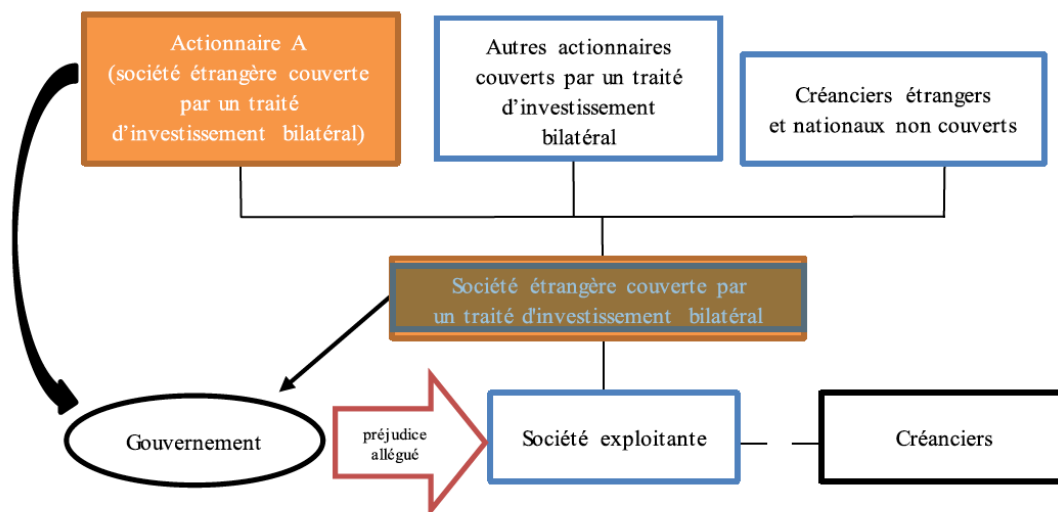 Actionnaire A
(société étrangère couverte
par un traité
d’investissement bilatéral)
Autres actionnaires
couverts par un traité
d’investissement
bilatéral
Créanciers étrangers
et nationaux non couverts
Société étrangère couverte par
un traité d'investissement bilatéral
Gouvernement
préjudice
allégué
Société exploitante
Créanciers